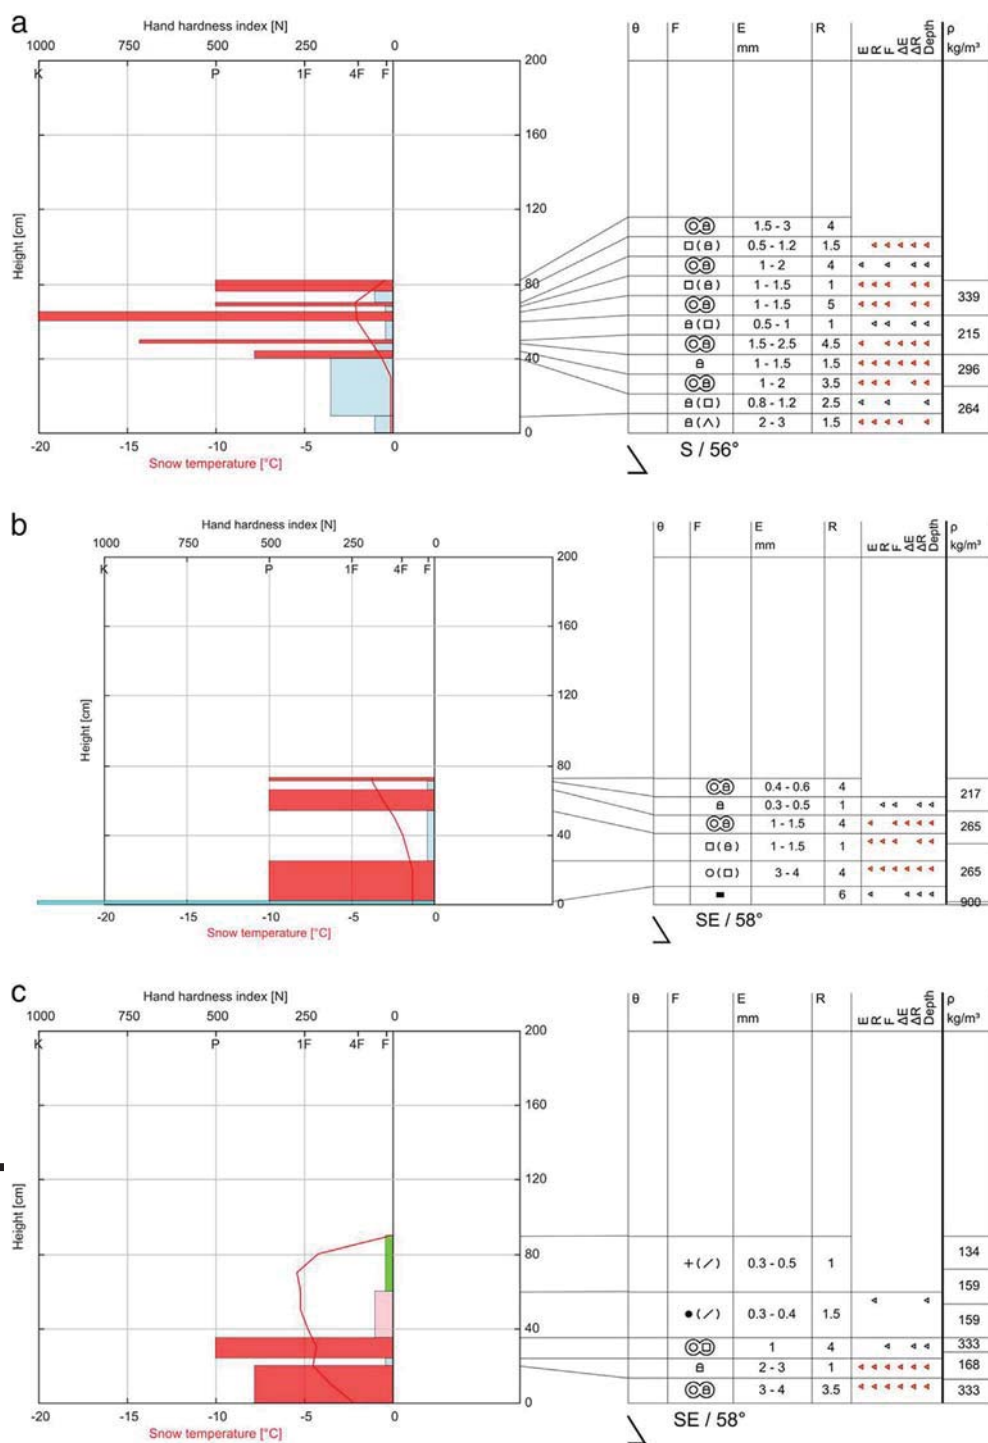 a
Hand hardness index [N]
1000 750 500 250 0
K P 1F 4F F
Height [cm]
200
160
120
80
40
0
-20 -15 -10 -5 0
Snow temperature [°C]
θ F E R E R F ΔE ΔR Depth ρ
mm kg/m³
1.5 - 3 4
0.5 - 1.2 1.5
1 - 2 4
1 - 1.5 1
339
1 - 1.5 5
0.5 - 1 1
215
1.5 - 2.5 4.5
1 - 1.5 1.5
296
1 - 2 3.5
0.8 - 1.2 2.5
264
2 - 3 1.5
S / 56°
b
Hand hardness index [N]
1000 750 500 250 0
K P 1F 4F F
Height [cm]
200
160
120
80
40
0
-20 -15 -10 -5 0
Snow temperature [°C]
θ F E R E R F ΔE ΔR Depth ρ
mm kg/m³
0.4 - 0.6 4
217
0.3 - 0.5 1
1 - 1.5 4
265
1 - 1.5 1
3 - 4 4
265
6
900
SE / 58°
c
Hand hardness index [N]
1000 750 500 250 0
K P 1F 4F F
Height [cm]
200
160
120
80
40
0
-20 -15 -10 -5 0
Snow temperature [°C]
θ F E R E R F ΔE ΔR Depth ρ
mm kg/m³
134
+ ( / ) 0.3 - 0.5 1
159
● ( / ) 0.3 - 0.4 1.5
159
1 4
333
2 - 3 1
168
3 - 4 3.5
333
SE / 58°